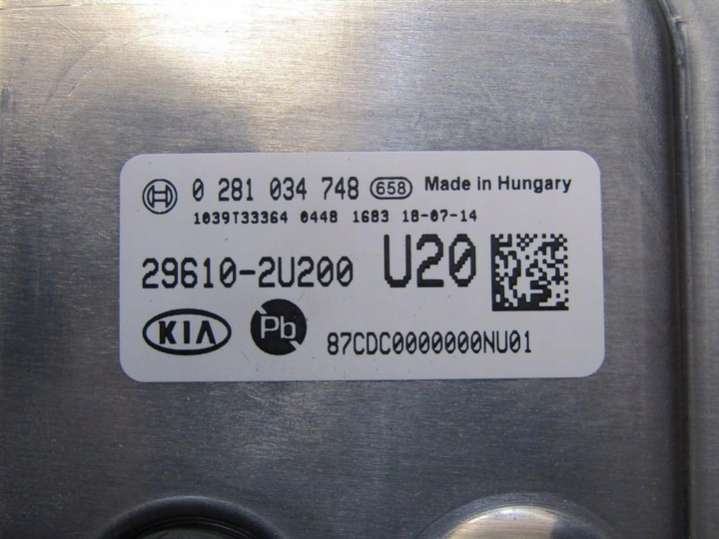 0 281 034 748 658 Made in Hungary
1039T33364 0448 1683 18-07-14
29610-2U200 U20
KIA Pb 87CDC0000000NU01